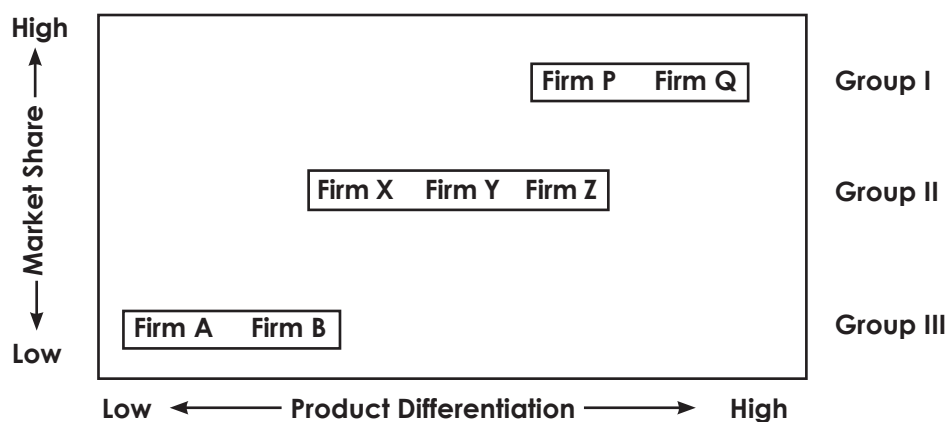 High
Firm P Firm Q Group I
Market Share
Firm X Firm Y Firm Z Group II
Firm A Firm B Group III
Low
Low Product Differentiation High